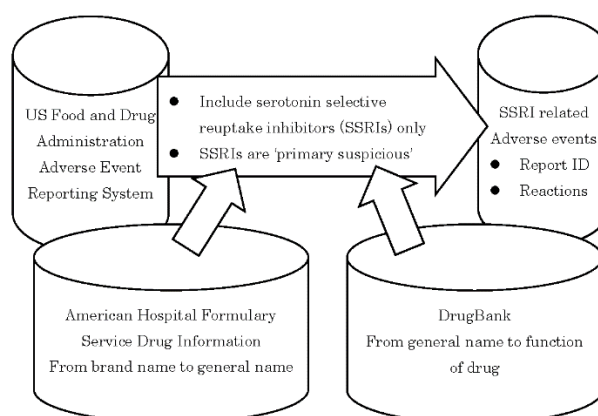 US Food and Drug
Administration
Adverse Event
Reporting System
● Include serotonin selective
reuptake inhibitors (SSRIs) only
● SSRIs are 'primary suspicious'
SSRI related
Adverse events
● Report ID
● Reactions
American Hospital Formulary
Service Drug Information
From brand name to general name
DrugBank
From general name to function
of drug